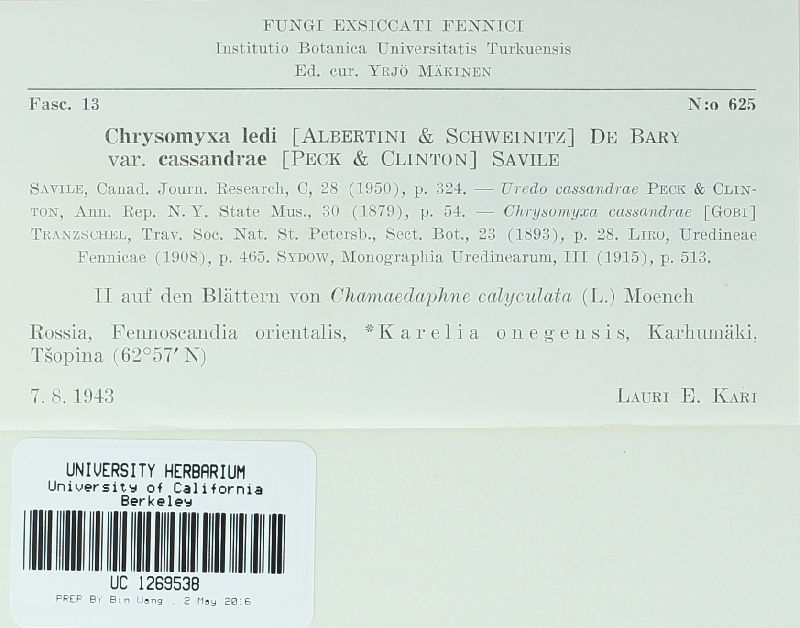 FUNGI EXSICCATI FENNICI
Institutio Botanica Universitatis Turkuensis
Ed. cur. YRJÖ MÄKINEN
Fasc. 13 N:o 625
Chrysomyxa ledi [ALBERTINI & SCHWEINITZ] DE BARY
var. cassandrae [PECK & CLINTON] SAVILE
SAVILE, Canad. Journ. Research, C, 28 (1950), p. 324. — Uredo cassandrae PECK & CLIN-
TON, Ann. Rep. N. Y. State Mus., 30 (1879), p. 54. — Chrysomyxa cassandrae [GOBI]
TRANZSCHEL, Trav. Soc. Nat. St. Petersb., Sect. Bot., 23 (1893), p. 28. LIRO, Uredineae
Fennicae (1908), p. 465. SYDOW, Monographia Uredinearum, III (1915), p. 513.
II auf den Blättern von Chamaedaphne calyculata (L.) Moench
Rossia, Fennoscandia orientalis, *Karelia onegensis, Karhumäki,
Tšopina (62°57′ N)
7. 8. 1943 LAURI E. KARI
UNIVERSITY HERBARIUM
University of California
Berkeley
UC 1269538
PREP BY Bin Wang . 2 May 2016